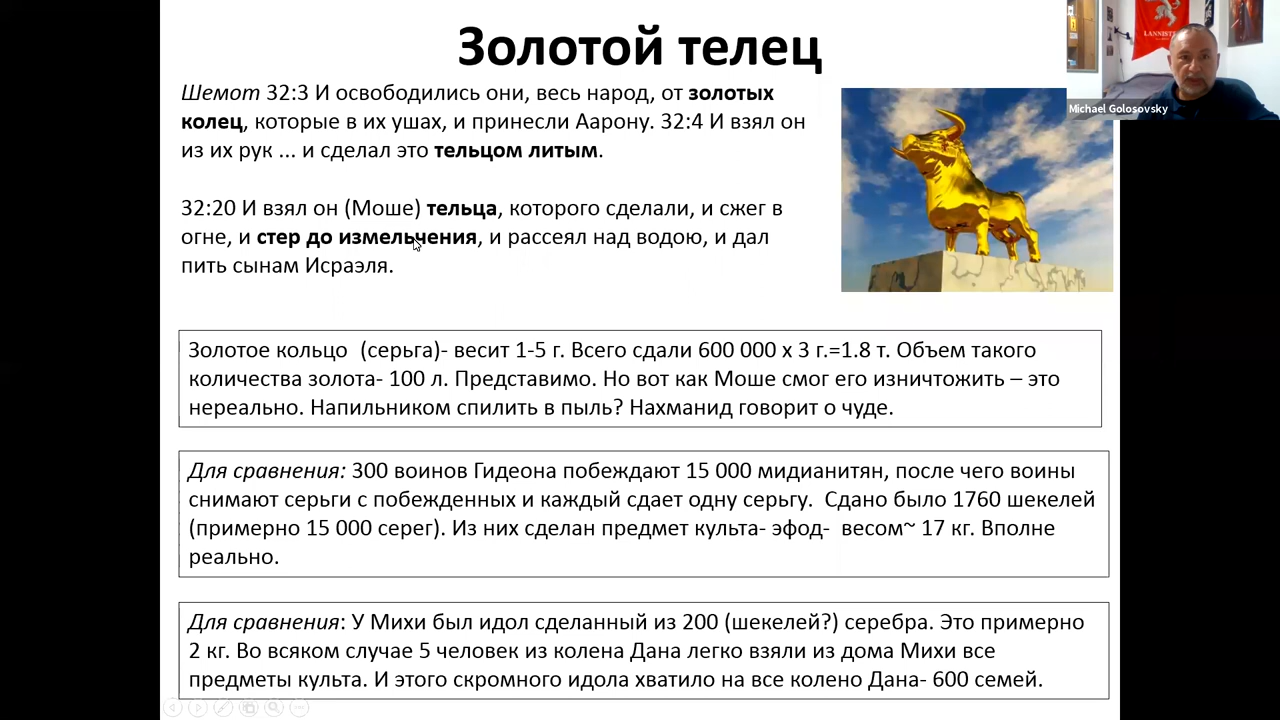 Золотой телец
Шемот 32:3 И освободились они, весь народ, от золотых
колец, которые в их ушах, и принесли Аарону. 32:4 И взял он
из их рук ... и сделал это тельцом литым.
32:20 И взял он (Моше) тельца, которого сделали, и сжег в
огне, и стер до измельчения, и рассеял над водою, и дал
пить сынам Исраэля.
LANNIST
Michael Golosovsky
Золотое кольцо (серьга)- весит 1-5 г. Всего сдали 600 000 х 3 г.=1.8 т. Объем такого
количества золота- 100 л. Представимо. Но вот как Моше смог его изничтожить – это
нереально. Напильником спилить в пыль? Нахманид говорит о чуде.
Для сравнения: 300 воинов Гидеона побеждают 15 000 мидианитян, после чего воины
снимают серьги с побежденных и каждый сдает одну серьгу. Сдано было 1760 шекелей
(примерно 15 000 серег). Из них сделан предмет культа- эфод- весом~ 17 кг. Вполне
реально.
Для сравнения: У Михи был идол сделанный из 200 (шекелей?) серебра. Это примерно
2 кг. Во всяком случае 5 человек из колена Дана легко взяли из дома Михи все
предметы культа. И этого скромного идола хватило на все колено Дана- 600 семей.